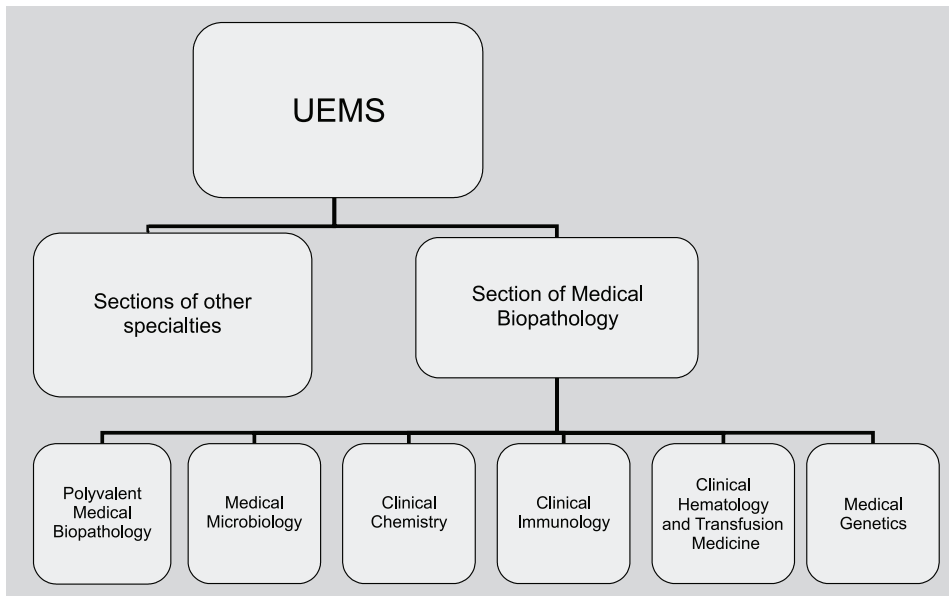 UEMS
Sections of other
specialties
Section of Medical
Biopathology
Polyvalent
Medical
Biopathology
Medical
Microbiology
Clinical
Chemistry
Clinical
Immunology
Clinical
Hematology
and Transfusion
Medicine
Medical
Genetics